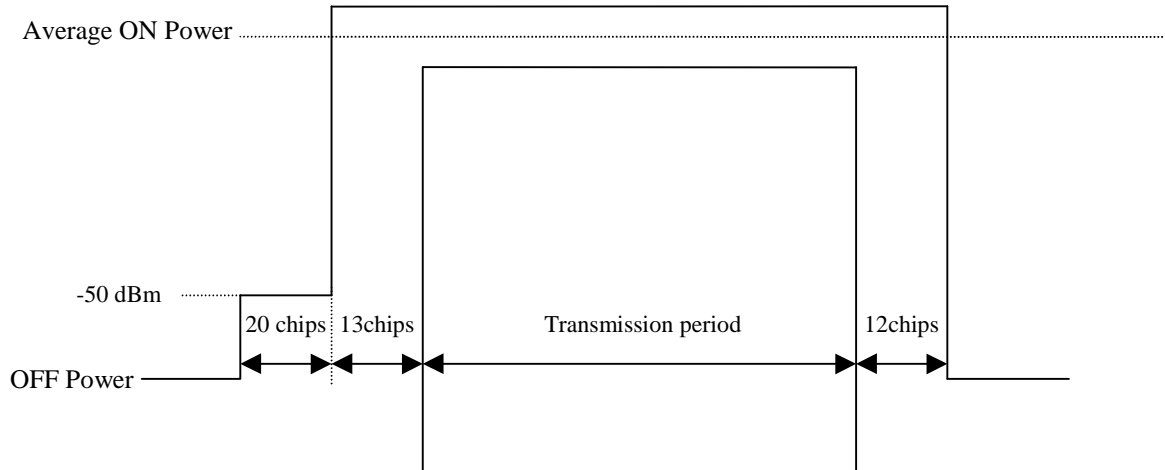 Average ON Power
-50 dBm
20 chips 13chips Transmission period 12chips
OFF Power